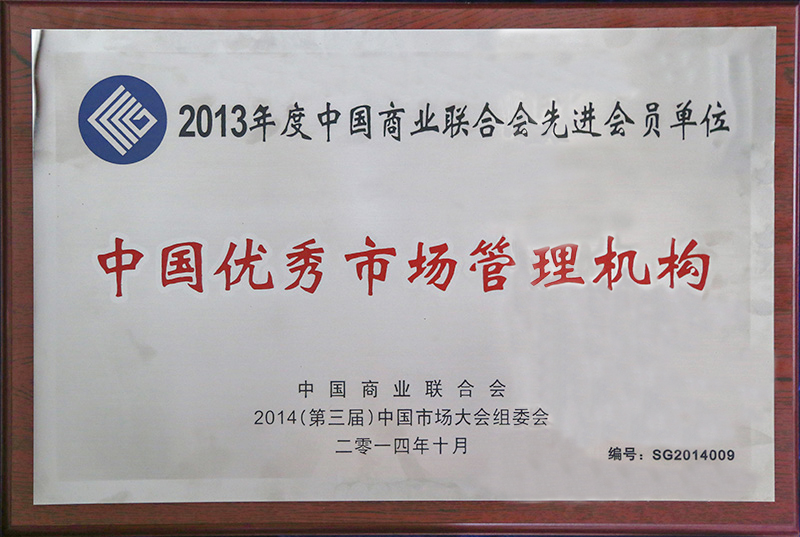 2013年度中国商业联合会先进会员单位
中国优秀市场管理机构
中国商业联合会
2014(第三届)中国市场大会组委会
二零一四年十月
编号:SG2014009